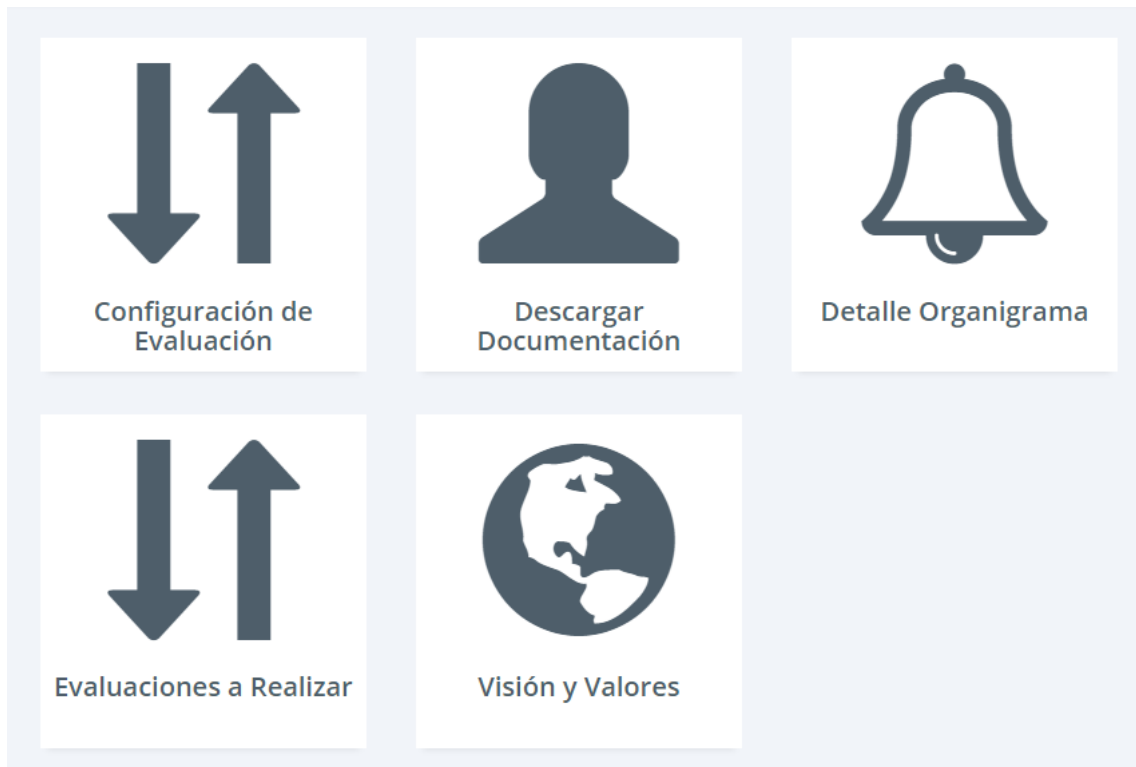 Configuración de
Evaluación
Descargar
Documentación
Detalle Organigrama
Evaluaciones a Realizar
Visión y Valores